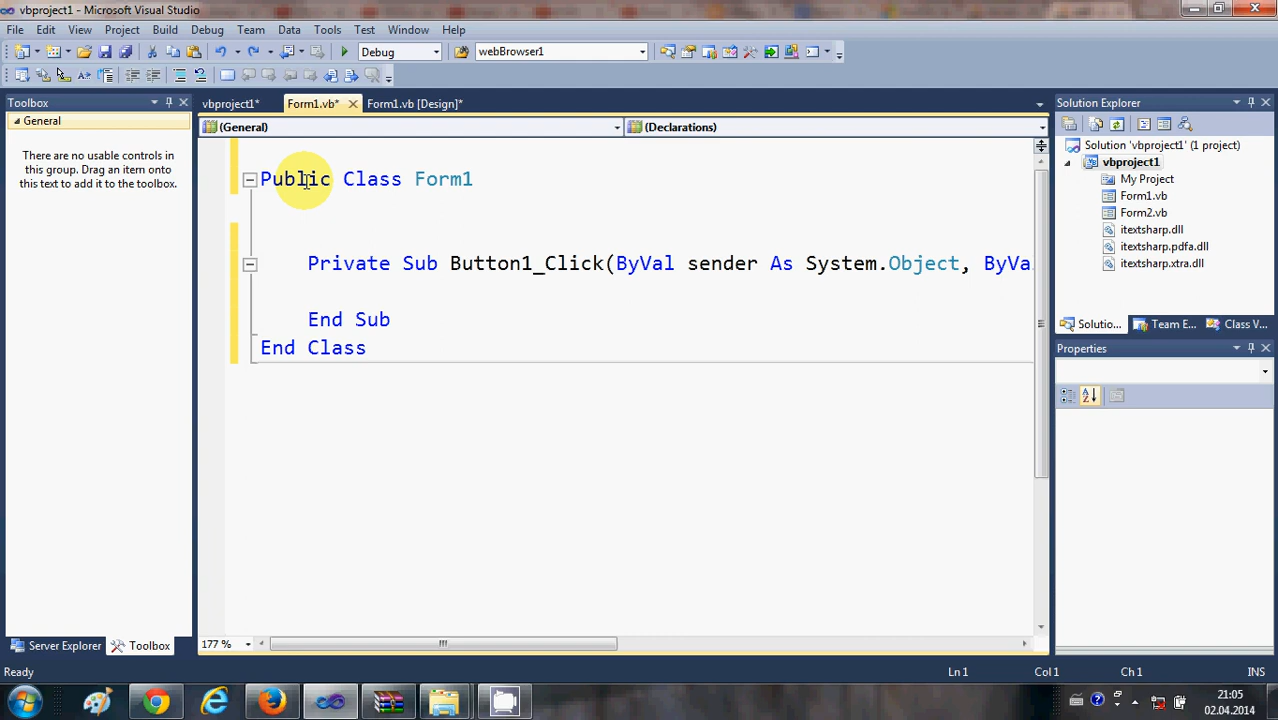 vbproject1 - Microsoft Visual Studio
File Edit View Project Build Debug Team Data Tools Test Window Help
Debug webBrowser1
Toolbox
General
There are no usable controls in
this group. Drag an item onto
this text to add it to the toolbox.
Server Explorer Toolbox
vbproject1* Form1.vb* Form1.vb [Design]*
(General) (Declarations)
Public Class Form1
Private Sub Button1_Click(ByVal sender As System.Object, ByVa
End Sub
End Class
177 %
Solution Explorer
Solution 'vbproject1' (1 project)
vbproject1
My Project
Form1.vb
Form2.vb
itextsharp.dll
itextsharp.pdfa.dll
itextsharp.xtra.dll
Solutio... Team E... Class V...
Properties
Ready Ln 1 Col 1 Ch 1 INS
21:05
02.04.2014